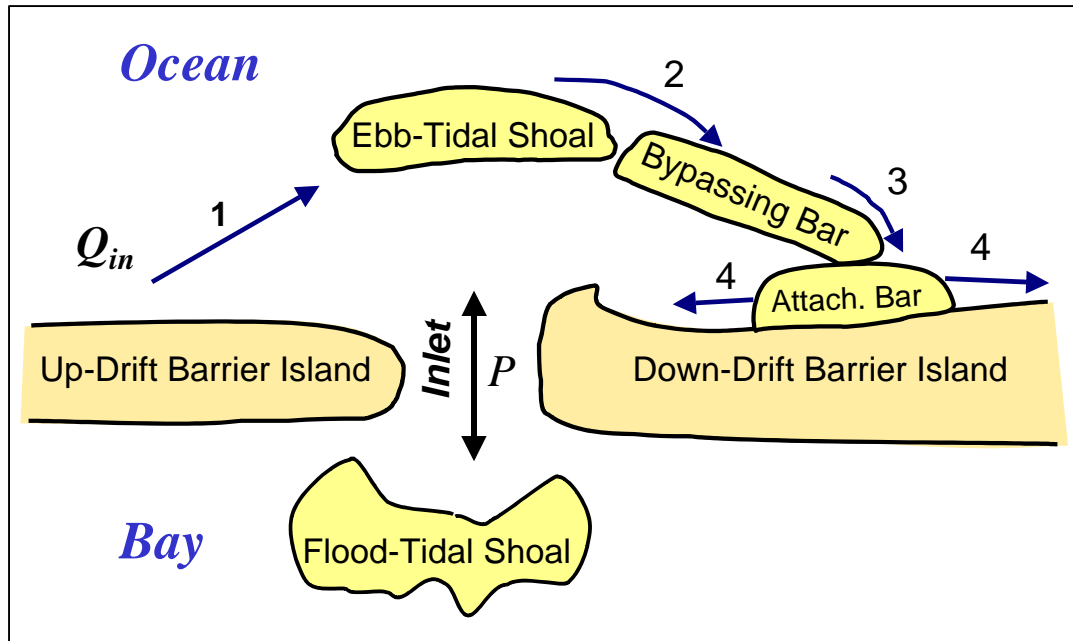 Ocean
2
Ebb-Tidal Shoal
Bypassing Bar
3
1
Q_in
4
4
Attach. Bar
Up-Drift Barrier Island
Inlet
P
Down-Drift Barrier Island
Bay
Flood-Tidal Shoal